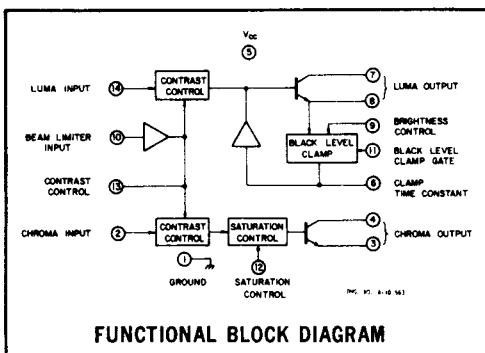 Vcc
5
LUMA INPUT 14 CONTRAST CONTROL 7 LUMA OUTPUT
8
BEAM LIMITER INPUT 10 9 BRIGHTNESS CONTROL
BLACK LEVEL CLAMP 11 BLACK LEVEL CLAMP GATE
CONTRAST CONTROL 13 6 CLAMP TIME CONSTANT
CHROMA INPUT 2 CONTRAST CONTROL SATURATION CONTROL 4 CHROMA OUTPUT
3
1 12
GROUND SATURATION CONTROL
FUNCTIONAL BLOCK DIAGRAM